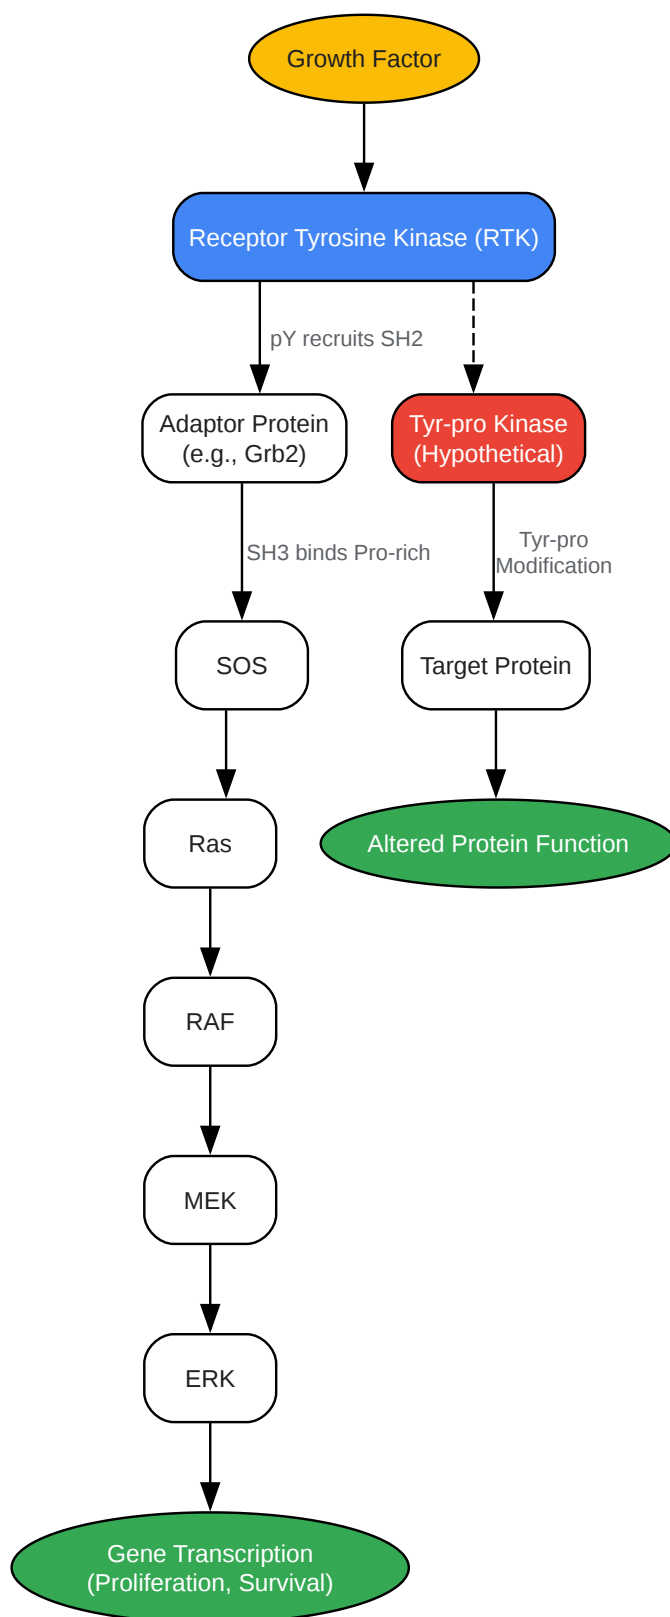 Growth Factor
Receptor Tyrosine Kinase (RTK)
pY recruits SH2
Adaptor Protein
(e.g., Grb2)
Tyr-pro Kinase
(Hypothetical)
SH3 binds Pro-rich
Tyr-pro
Modification
SOS
Target Protein
Ras
Altered Protein Function
RAF
MEK
ERK
Gene Transcription
(Proliferation, Survival)